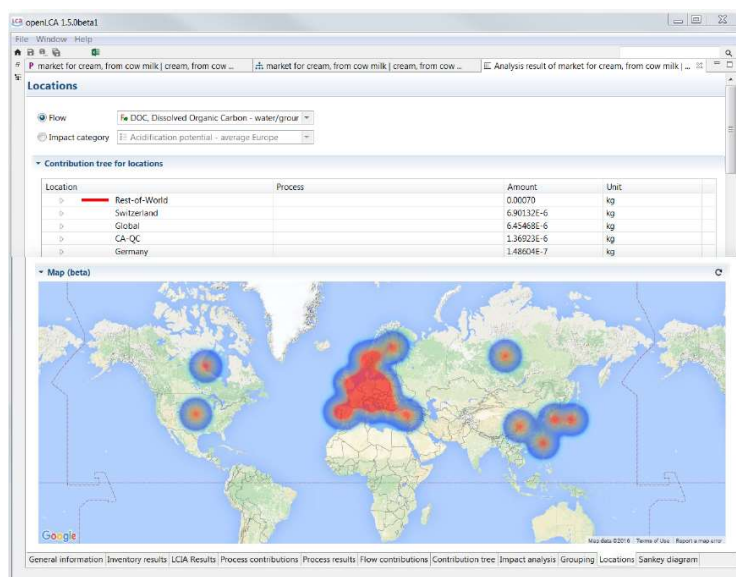 openLCA 1.5.0beta1
File Window Help
P market for cream, from cow milk | cream, from cow ...
market for cream, from cow milk | cream, from cow ...
Analysis result of market for cream, from cow milk | ...
Locations
Flow
DOC, Dissolved Organic Carbon - water/grour
Impact category
Acidification potential - average Europe
Contribution tree for locations
Location Process Amount Unit
Rest-of-World 0.00070 kg
Switzerland 6.90132E-6 kg
Global 6.45468E-6 kg
CA-QC 1.36923E-6 kg
Germany 1.48604E-7 kg
Map (beta)
Google
Map data ©2016 Terms of Use Report a map error
General information Inventory results LCIA Results Process contributions Process results Flow contributions Contribution tree Impact analysis Grouping Locations Sankey diagram